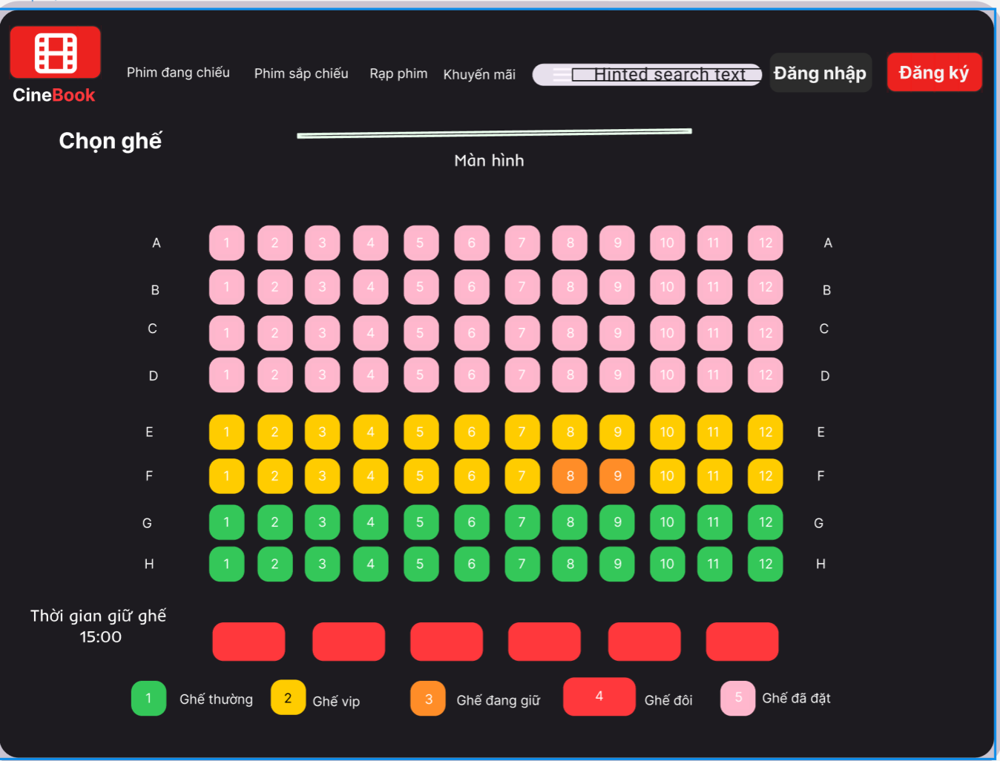 CineBook
Phim đang chiếu Phim sắp chiếu Rạp phim Khuyến mãi Hinted search text Đăng nhập Đăng ký
Chọn ghế
Màn hình
A 1 2 3 4 5 6 7 8 9 10 11 12 A
B 1 2 3 4 5 6 7 8 9 10 11 12 B
C 1 2 3 4 5 6 7 8 9 10 11 12 C
D 1 2 3 4 5 6 7 8 9 10 11 12 D
E 1 2 3 4 5 6 7 8 9 10 11 12 E
F 1 2 3 4 5 6 7 8 9 10 11 12 F
G 1 2 3 4 5 6 7 8 9 10 11 12 G
H 1 2 3 4 5 6 7 8 9 10 11 12 H
Thời gian giữ ghế
15:00
1 Ghế thường 2 Ghế vip 3 Ghế đang giữ 4 Ghế đôi 5 Ghế đã đặt